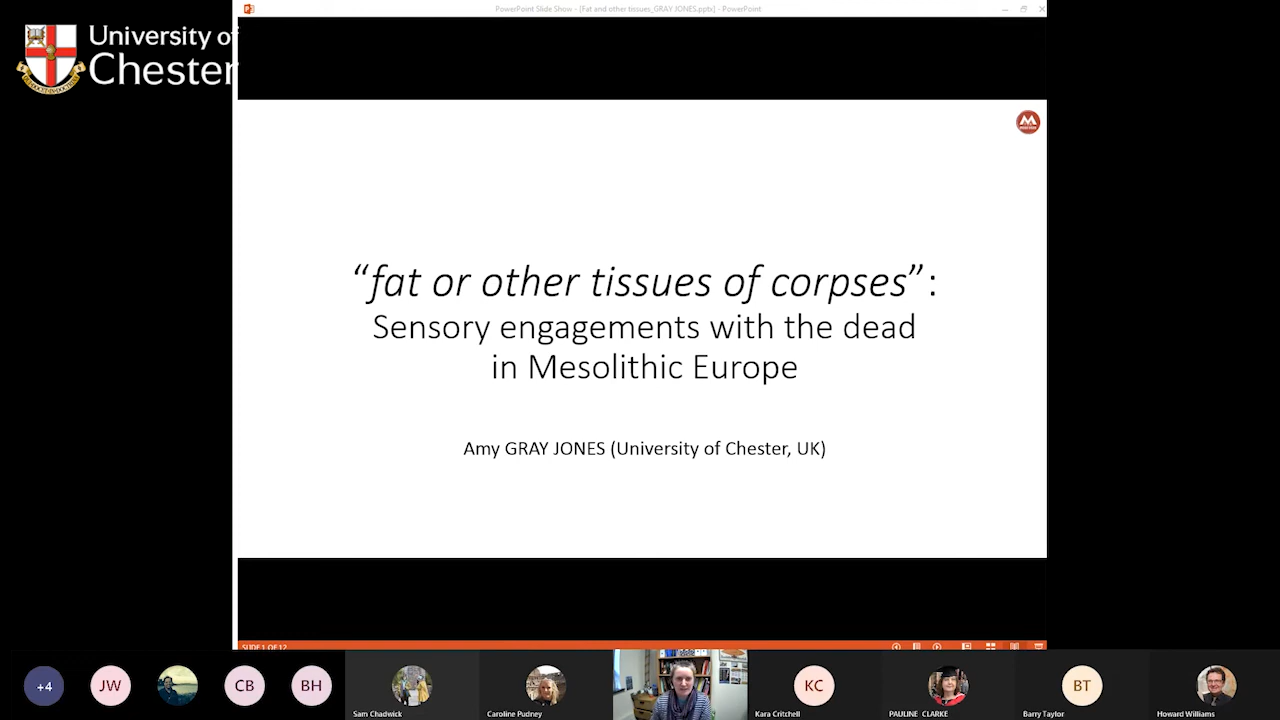 PowerPoint Slide Show - [Fat and other tissues_GRAY JONES.pptx] - PowerPoint
University of
Chester
“fat or other tissues of corpses”:
Sensory engagements with the dead
in Mesolithic Europe
Amy GRAY JONES (University of Chester, UK)
SLIDE 1 OF 12
+4
JW
CB
BH
KC
BT
Sam Chadwick
Caroline Pudney
Kara Critchell
PAULINE CLARKE
Barry Taylor
Howard Williams